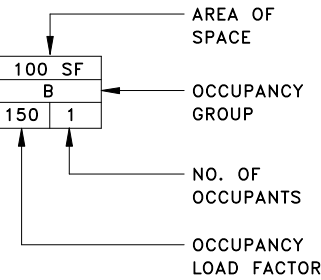 AREA OF
SPACE
100 SF
B
OCCUPANCY
GROUP
150 1
NO. OF
OCCUPANTS
OCCUPANCY
LOAD FACTOR